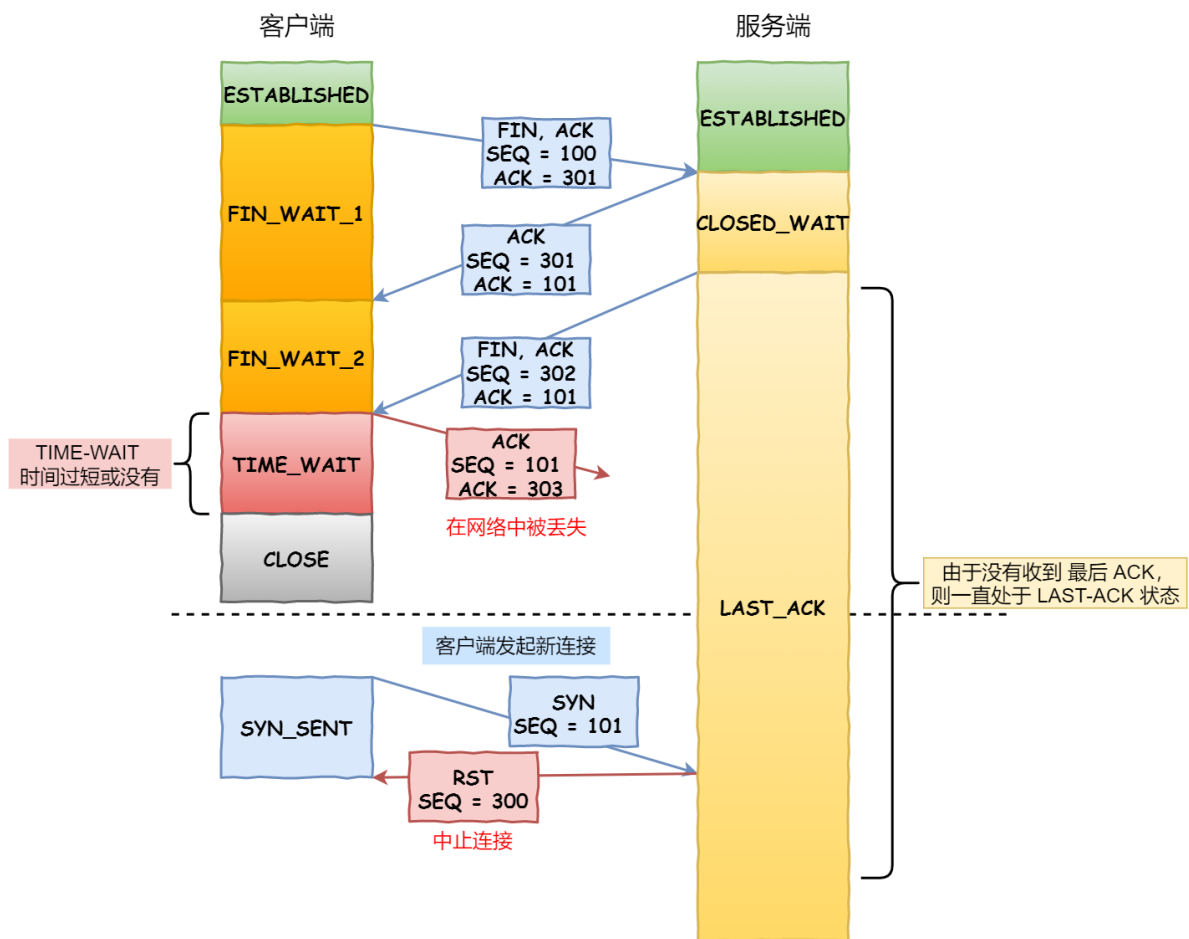 客户端
服务端
ESTABLISHED
ESTABLISHED
FIN, ACK
SEQ = 100
ACK = 301
FIN_WAIT_1
CLOSED_WAIT
ACK
SEQ = 301
ACK = 101
FIN_WAIT_2
FIN, ACK
SEQ = 302
ACK = 101
TIME-WAIT
时间过短或没有
TIME_WAIT
ACK
SEQ = 101
ACK = 303
在网络中被丢失
CLOSE
LAST_ACK
由于没有收到 最后 ACK，
则一直处于 LAST-ACK 状态
客户端发起新连接
SYN_SENT
SYN
SEQ = 101
RST
SEQ = 300
中止连接